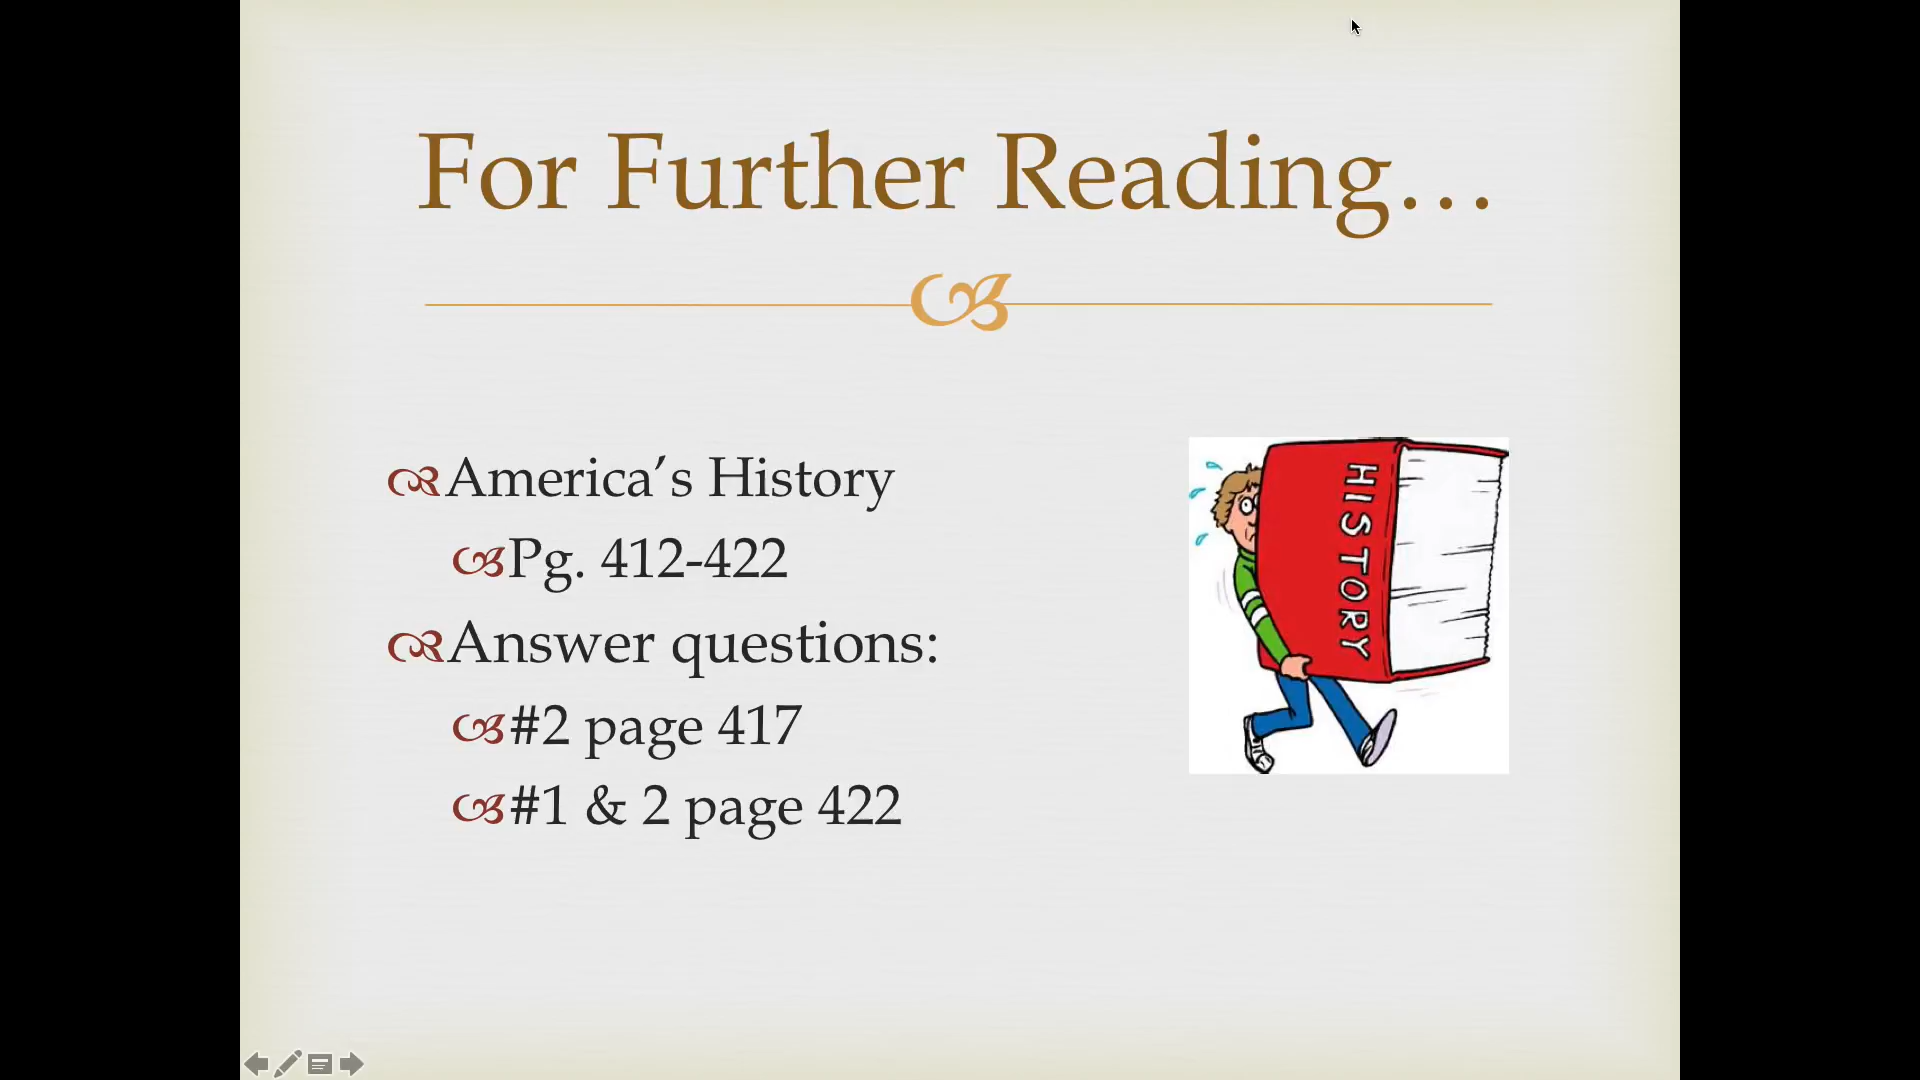 For Further Reading…
America’s History
Pg. 412-422
Answer questions:
#2 page 417
#1 & 2 page 422
HISTORY